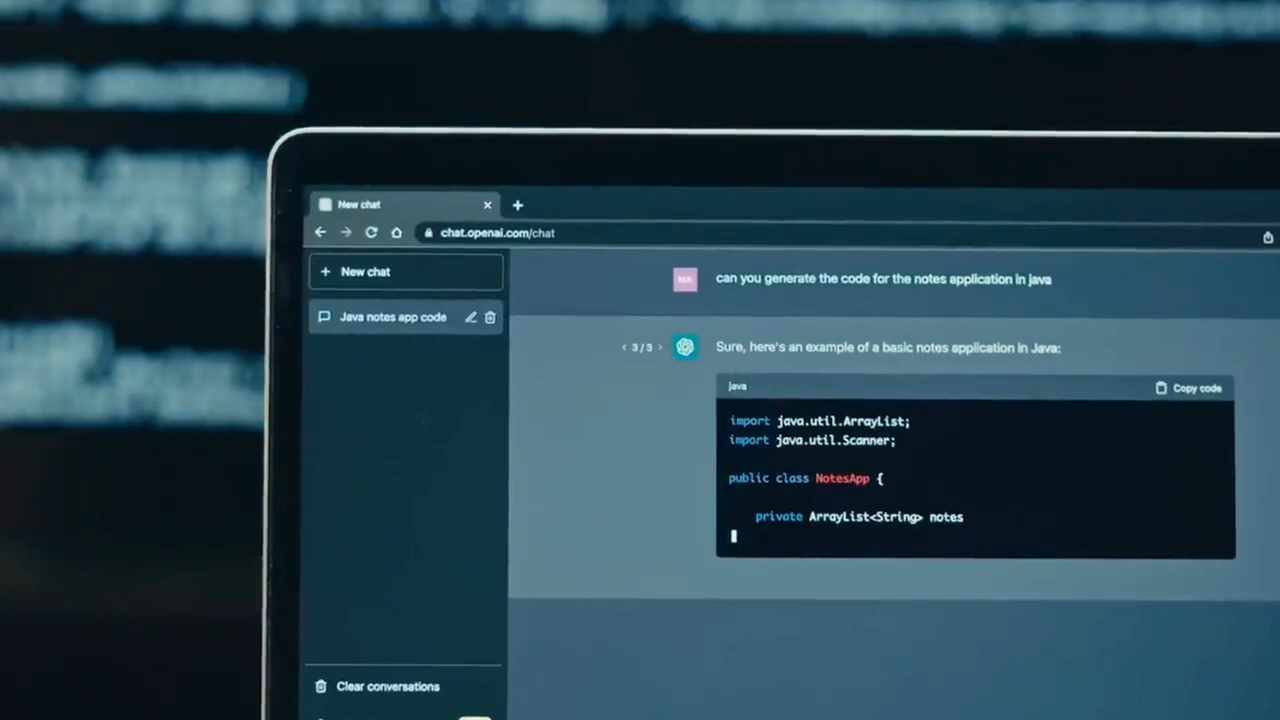 New chat
chat.openai.com/chat
New chat
Java notes app code
can you generate the code for the notes application in java
3/3
Sure, here's an example of a basic notes application in Java:
java
Copy code
import java.util.ArrayList;
import java.util.Scanner;
public class NotesApp {
private ArrayList<String> notes
Clear conversations